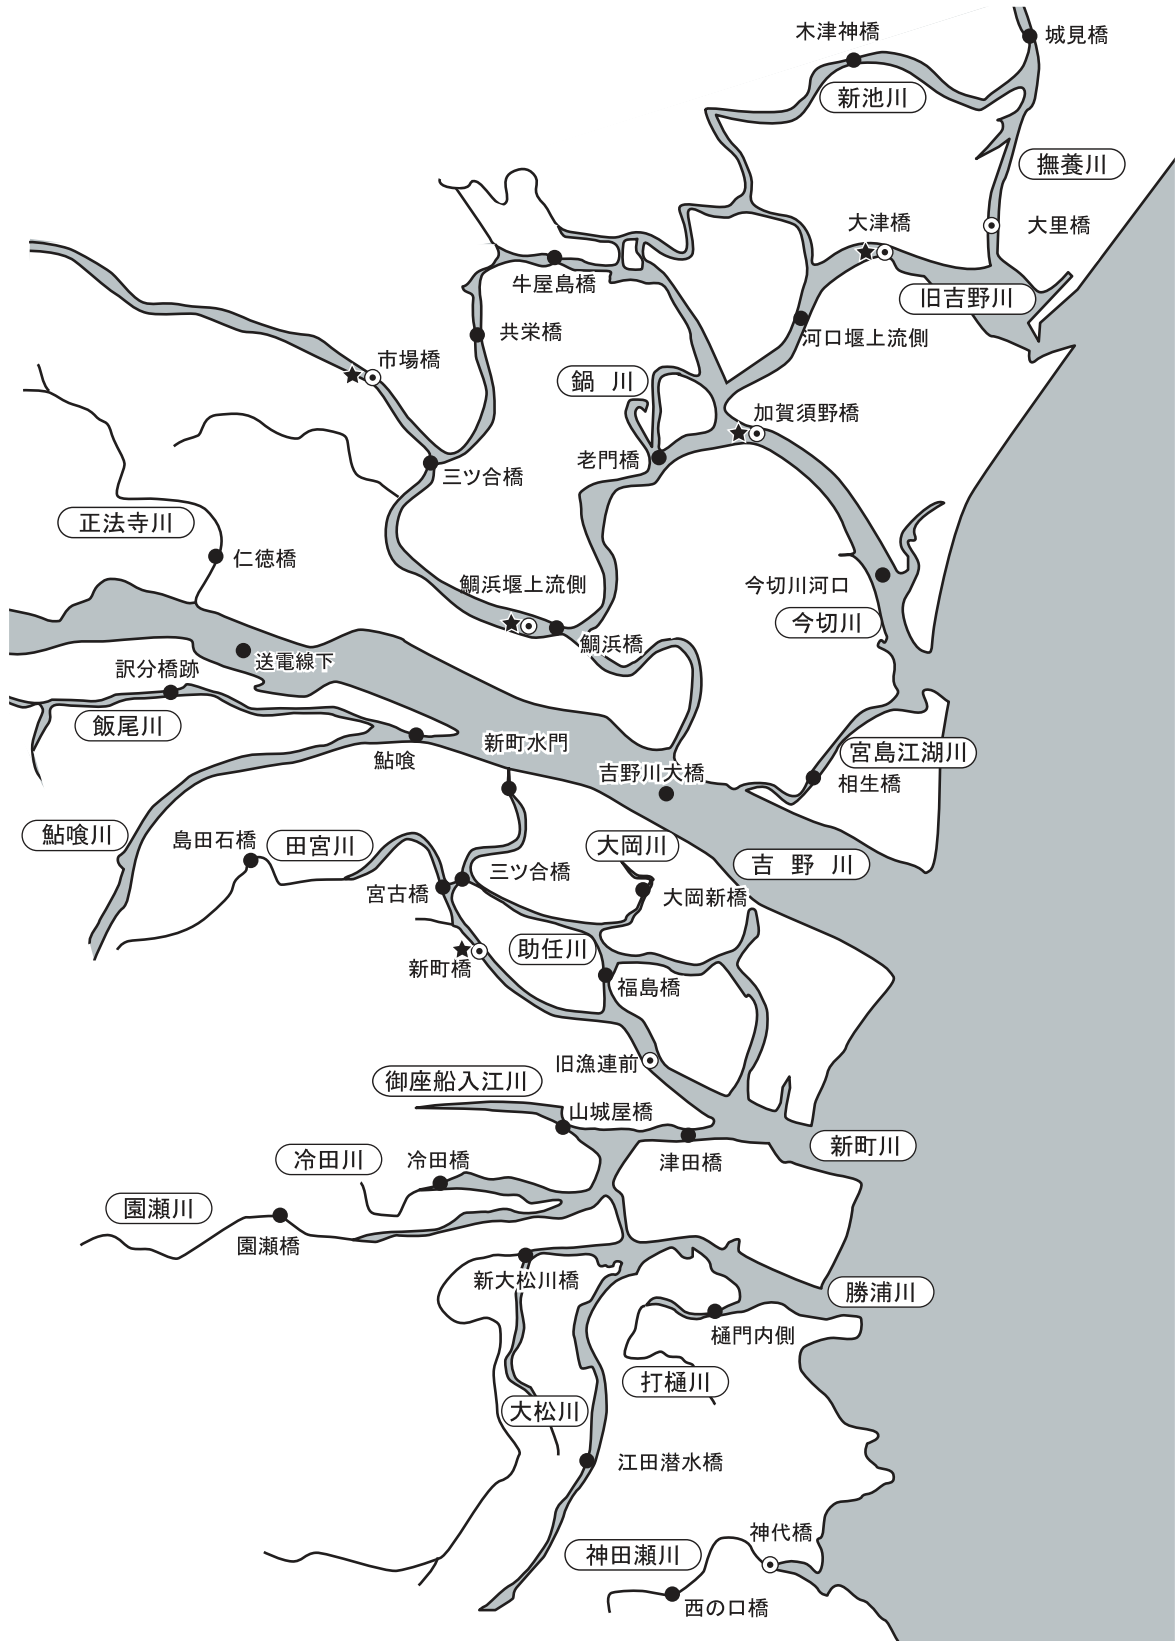 木津神橋
城見橋
新池川
撫養川
大津橋
大里橋
牛屋島橋
旧吉野川
共栄橋
河口堰上流側
市場橋
鍋 川
加賀須野橋
老門橋
三ツ合橋
正法寺川
仁徳橋
鯛浜堰上流側
今切川河口
今切川
鯛浜橋
送電線下
訳分橋跡
飯尾川
新町水門
鮎喰
宮島江湖川
吉野川大橋
相生橋
鮎喰川
島田石橋
田宮川
大岡川
吉 野 川
三ツ合橋
宮古橋
大岡新橋
助任川
新町橋
福島橋
旧漁連前
御座船入江川
山城屋橋
新町川
冷田川
冷田橋
津田橋
園瀬川
園瀬橋
新大松川橋
勝浦川
樋門内側
打樋川
大松川
江田潜水橋
神代橋
神田瀬川
西の口橋